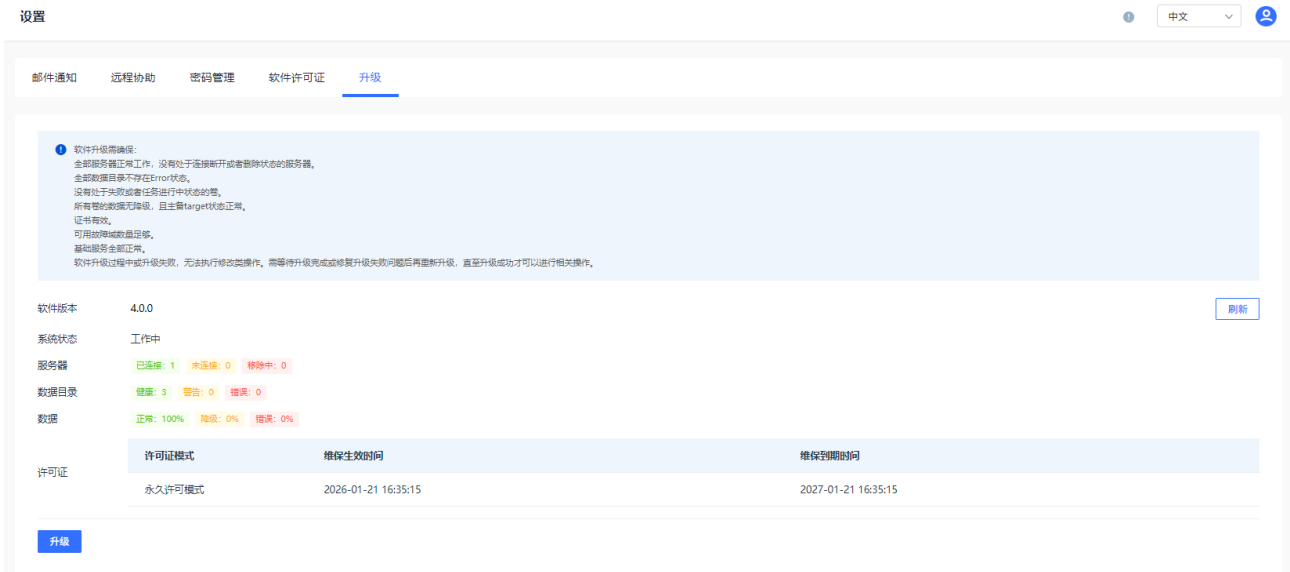 设置
中文
邮件通知 远程协助 密码管理 软件许可证 升级
软件升级需确保:
全部服务器正常工作，没有处于连接断开或者删除状态的服务器。
全部数据目录不存在Error状态。
没有处于失败或者任务进行中状态的卷。
所有卷的数据无降级，且主备target状态正常。
证书有效。
可用故障域数量足够。
基础服务全部正常。
软件升级过程中或升级失败，无法执行修改类操作。需等待升级完成或修复升级失败问题后再重新升级，直至升级成功才可以进行相关操作。
软件版本 4.0.0 刷新
系统状态 工作中
服务器 已连接: 1 未连接: 0 移除中: 0
数据目录 健康: 3 警告: 0 错误: 0
数据 正常: 100% 降级: 0% 错误: 0%
许可证模式 维保生效时间 维保到期时间
许可证
永久许可模式 2026-01-21 16:35:15 2027-01-21 16:35:15
升级